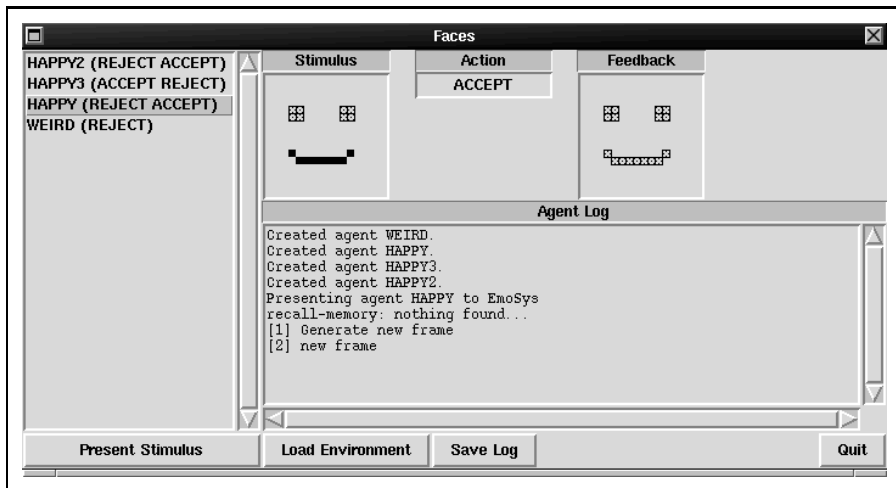 Faces
HAPPY2 (REJECT ACCEPT)
HAPPY3 (ACCEPT REJECT)
HAPPY (REJECT ACCEPT)
WEIRD (REJECT)
Stimulus
Action
Feedback
ACCEPT
Agent Log
Created agent WEIRD.
Created agent HAPPY.
Created agent HAPPY3.
Created agent HAPPY2.
Presenting agent HAPPY to EmoSys
recall-memory: nothing found...
[1] Generate new frame
[2] new frame
Present Stimulus
Load Environment
Save Log
Quit